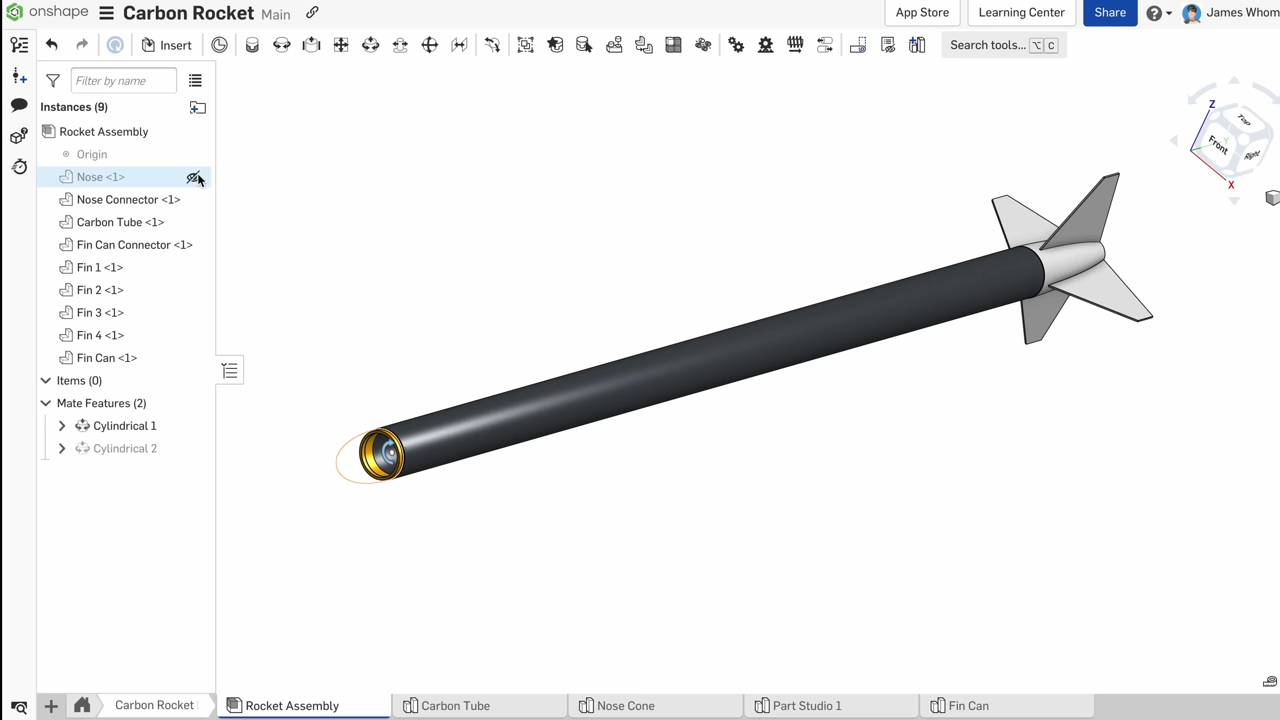 onshape Carbon Rocket Main App Store Learning Center Share James Whom
Insert Search tools... ⌥ C
Filter by name
Instances (9)
Rocket Assembly
Origin
Nose <1>
Nose Connector <1>
Carbon Tube <1>
Fin Can Connector <1>
Fin 1 <1>
Fin 2 <1>
Fin 3 <1>
Fin 4 <1>
Fin Can <1>
Items (0)
Mate Features (2)
Cylindrical 1
Cylindrical 2
Z
Top
Y
Front
Right
X
Carbon Rocket Rocket Assembly Carbon Tube Nose Cone Part Studio 1 Fin Can